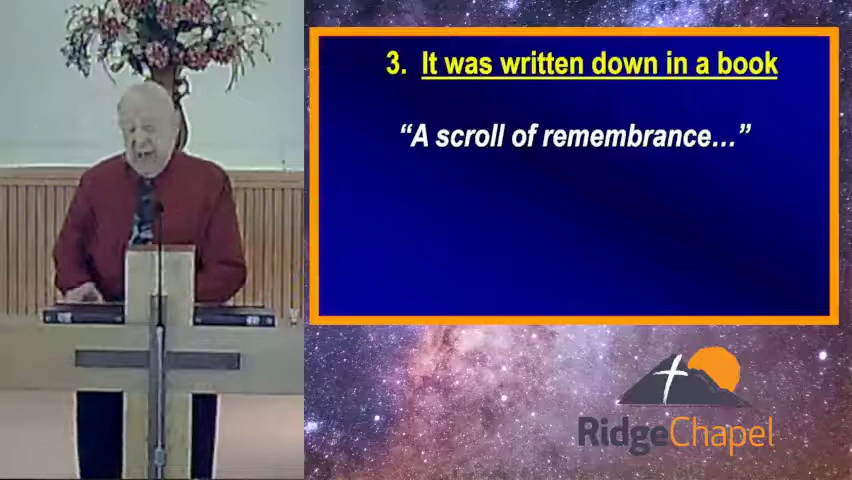 3. It was written down in a book
“A scroll of remembrance...”
RidgeChapel